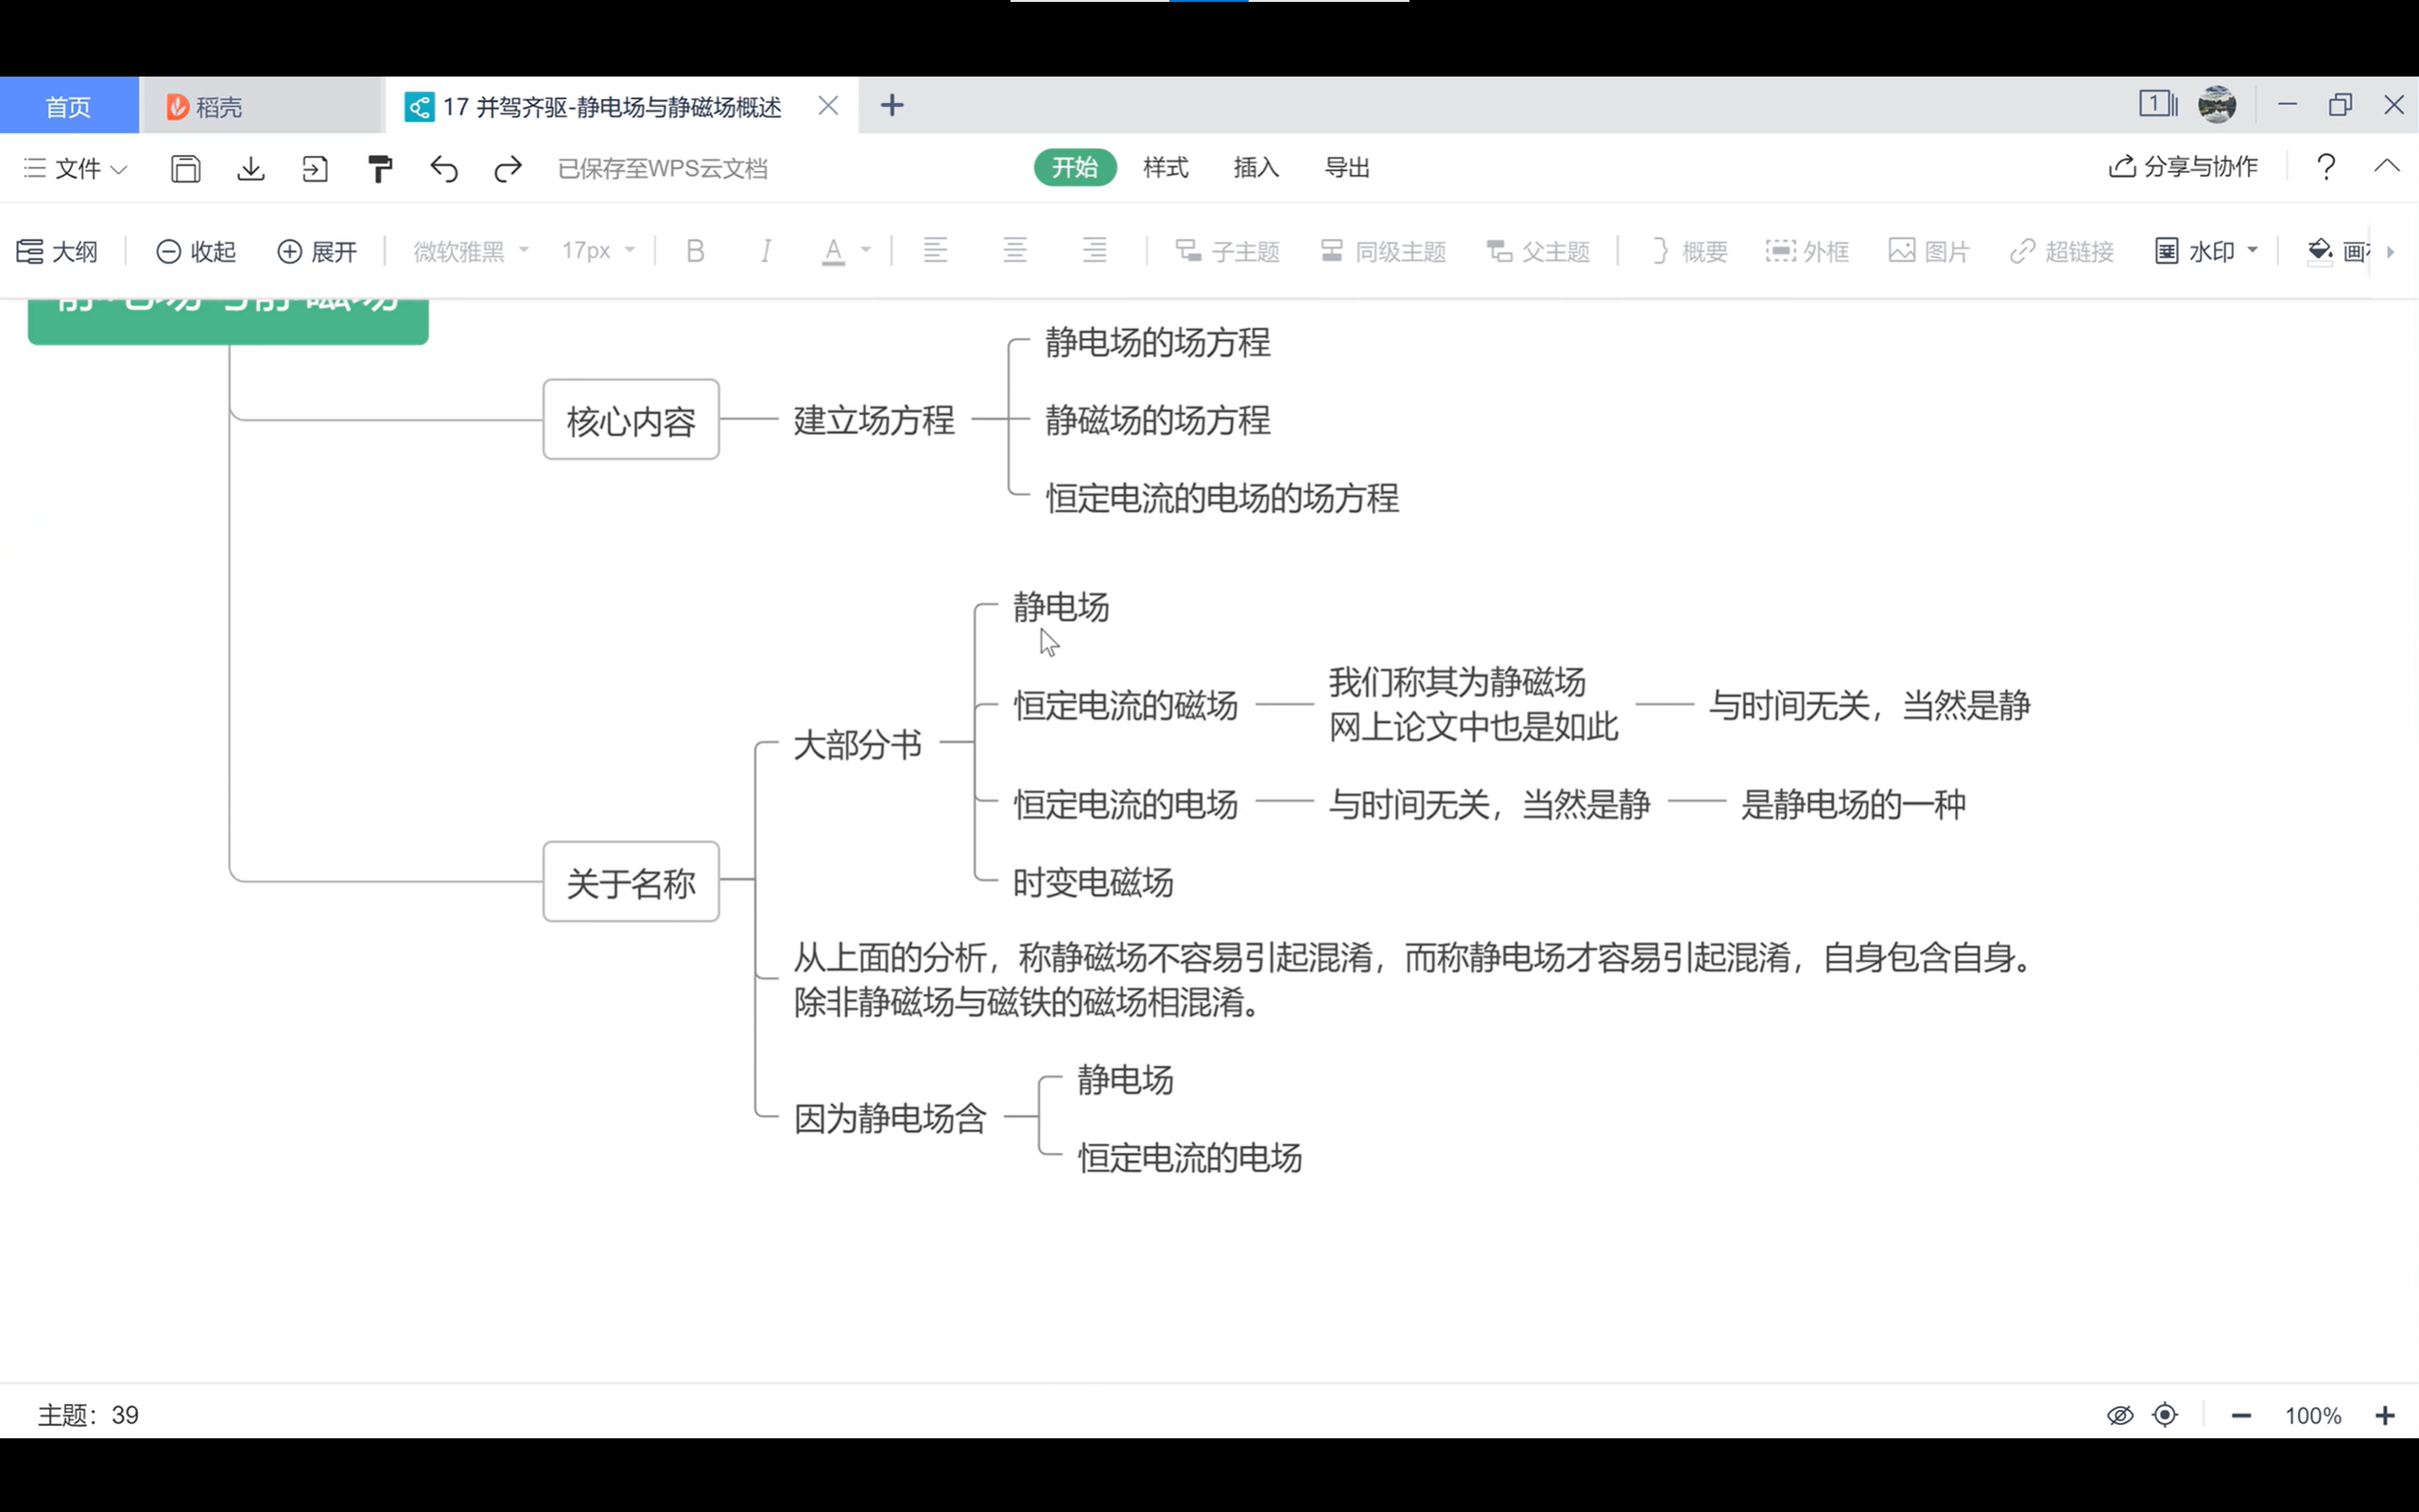 首页
稻壳
17 并驾齐驱-静电场与静磁场概述
1
文件
已保存至WPS云文档
开始
样式
插入
导出
分享与协作
大纲
收起
展开
微软雅黑
17px
B
I
A
子主题
同级主题
父主题
概要
外框
图片
超链接
水印
画
静电场与静磁场
核心内容
建立场方程
静电场的场方程
静磁场的场方程
恒定电流的电场的场方程
关于名称
大部分书
静电场
恒定电流的磁场
我们称其为静磁场
网上论文中也是如此
与时间无关，当然是静
恒定电流的电场
与时间无关，当然是静
是静电场的一种
时变电磁场
从上面的分析，称静磁场不容易引起混淆，而称静电场才容易引起混淆，自身包含自身。
除非静磁场与磁铁的磁场相混淆。
因为静电场含
静电场
恒定电流的电场
主题：39
100%